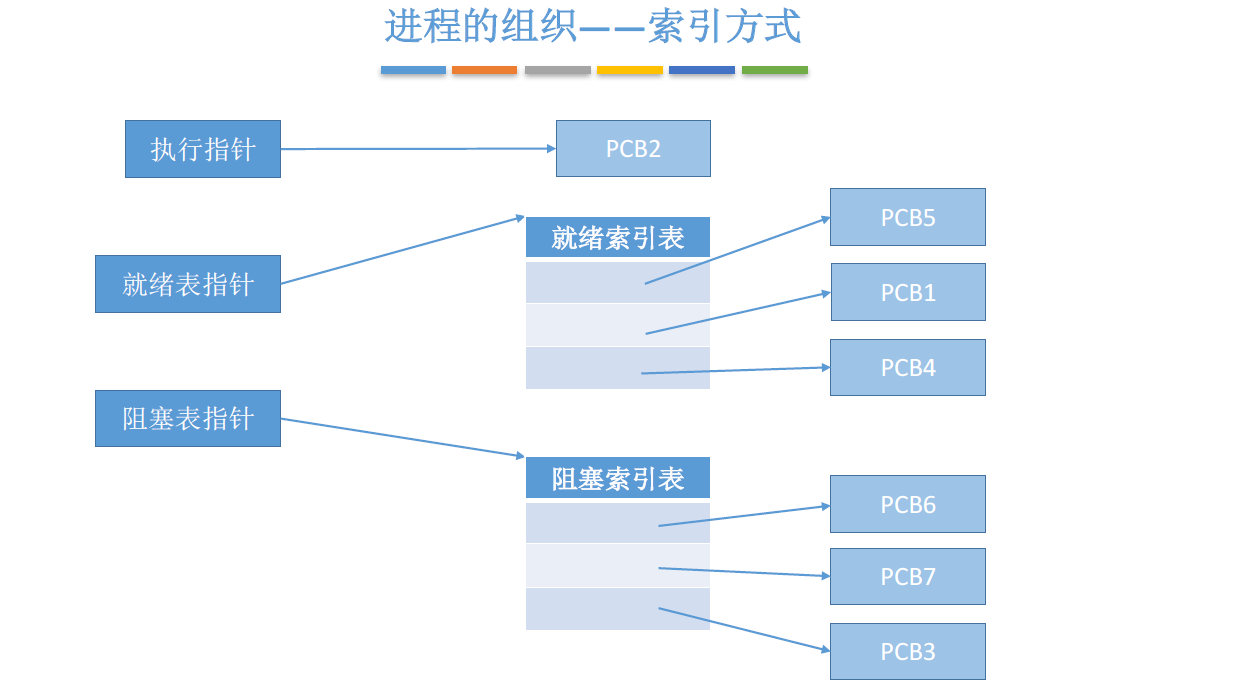 进程的组织——索引方式
执行指针
PCB2
就绪表指针
就绪索引表
PCB5
PCB1
PCB4
阻塞表指针
阻塞索引表
PCB6
PCB7
PCB3